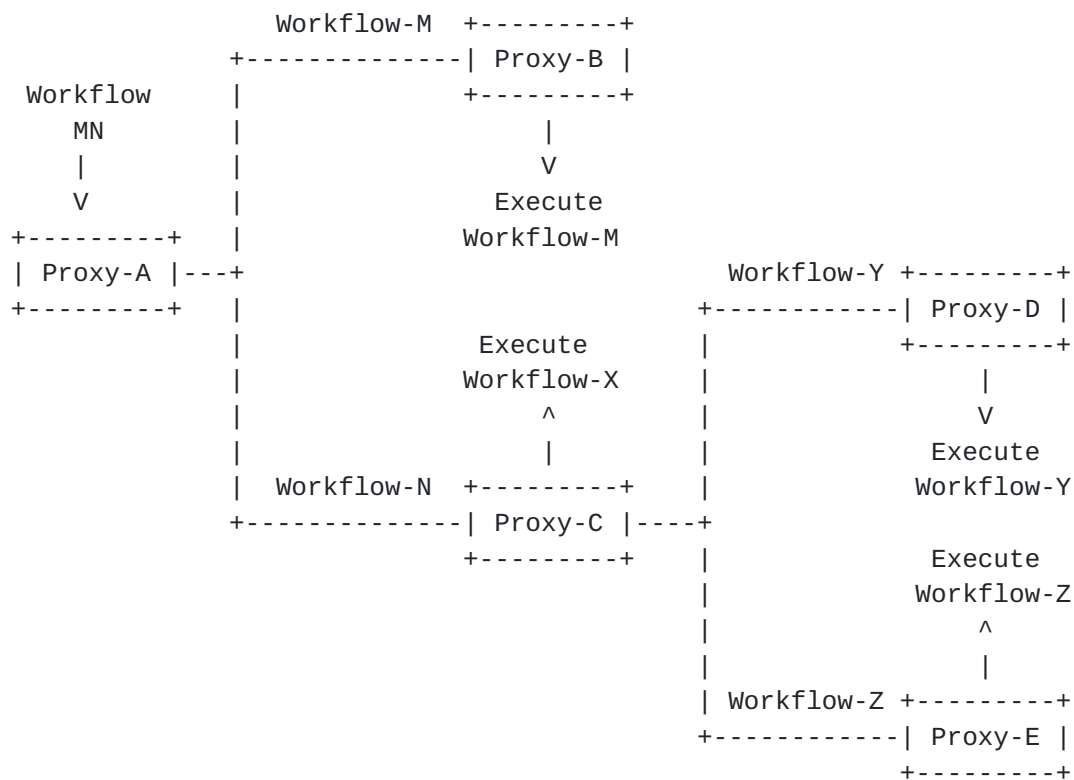 Workflow-M  +---------+
              +--------------| Proxy-B |
 Workflow     |              +---------+
    MN        |                   |
    |         |                   V
    V         |                Execute
+---------+   |              Workflow-M
| Proxy-A |---+                               Workflow-Y +---------+
+---------+   |                             +------------| Proxy-D |
              |               Execute       |            +---------+
              |              Workflow-X     |                 |
              |                   ^         |                 V
              |                   |         |              Execute
              |  Workflow-N  +---------+    |             Workflow-Y
              +--------------| Proxy-C |----+
                             +---------+    |              Execute
                                            |             Workflow-Z
                                            |                 ^
                                            |                 |
                                            | Workflow-Z +---------+
                                            +------------| Proxy-E |
                                                         +---------+